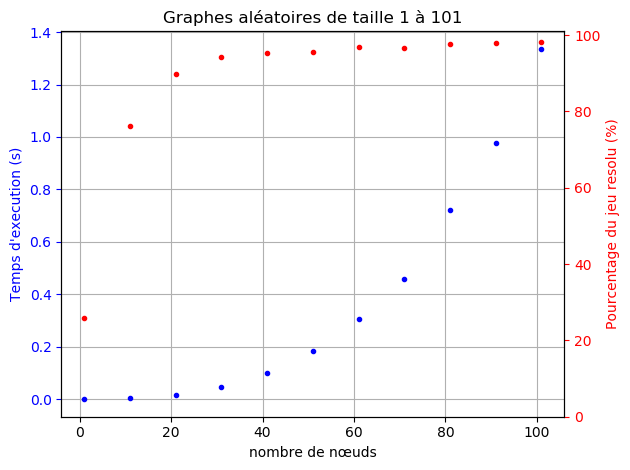 Graphes aléatoires de taille 1 à 101
Temps d'execution (s)
1.4
1.2
1.0
0.8
0.6
0.4
0.2
0.0
100
80
60
40
20
0
Pourcentage du jeu resolu (%)
0 20 40 60 80 100
nombre de nœuds